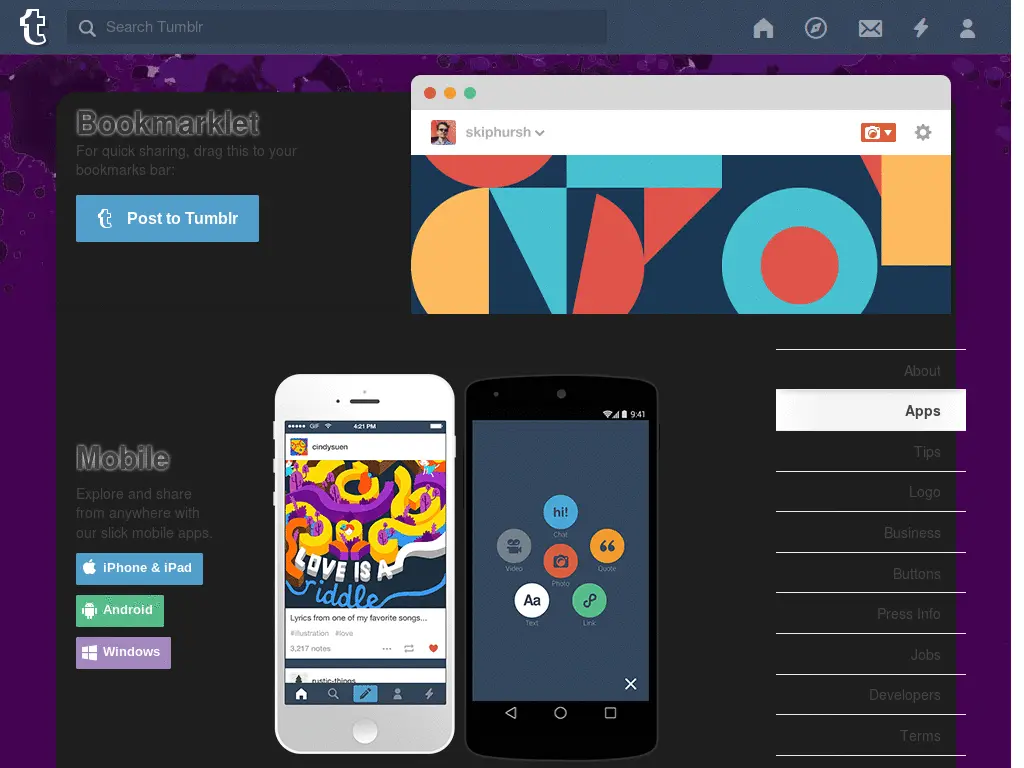 Search Tumblr
Bookmarklet
For quick sharing, drag this to your
bookmarks bar:
Post to Tumblr
skiphursh
Mobile
Explore and share
from anywhere with
our slick mobile apps.
iPhone & iPad
Android
Windows
GF 4:21 PM
cindysuen
LOVE IS A
riddle
Lyrics from one of my favorite songs...
#illustration #love
3,217 notes
rustic-things
9:41
hi!
Chat
Video
Photo
Quote
Aa
Text
Link
About
Apps
Tips
Logo
Business
Buttons
Press Info
Jobs
Developers
Terms